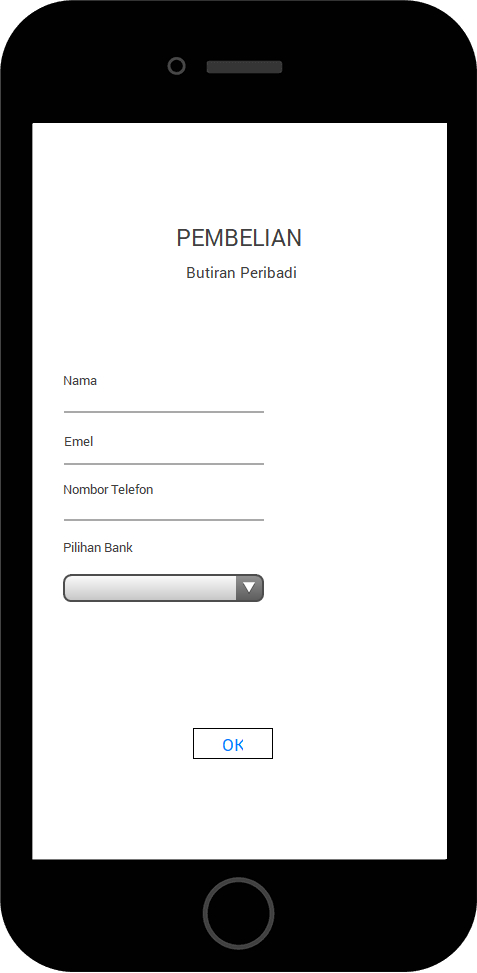 PEMBELIAN
Butiran Peribadi
Nama
Emel
Nombor Telefon
Pilihan Bank
OK